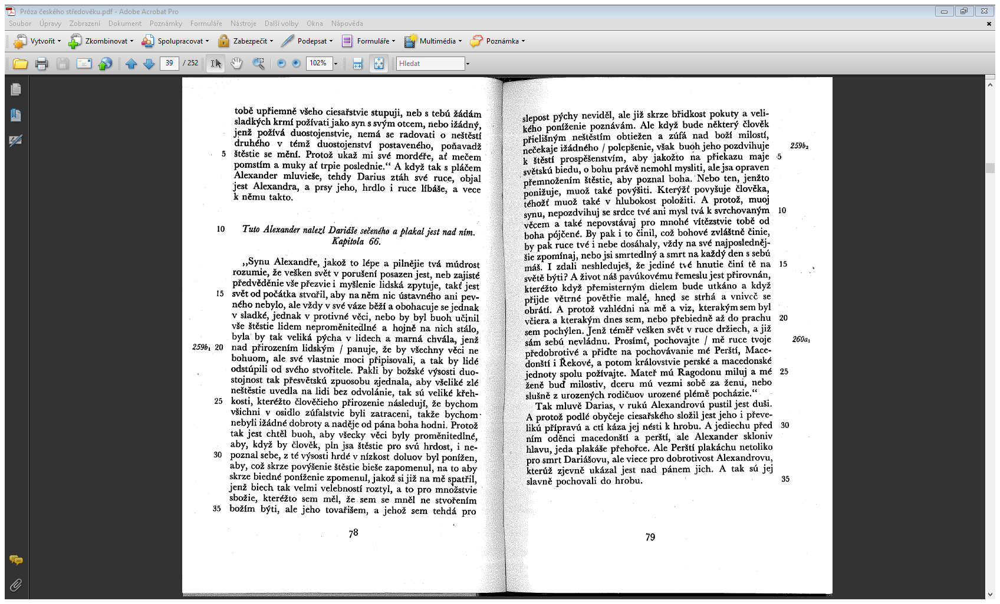 Próza českého středověku.pdf - Adobe Acrobat Pro
Soubor Úpravy Zobrazení Dokument Poznámky Formuláře Nástroje Další volby Okna Nápověda
Vytvořit Zkombinovat Spolupracovat Zabezpečit Podepsat Formuláře Multimédia Poznámka
39 / 252 102% Hledat
tobě upřiemně všeho ciesařstvie stupuji, neb s tebú žádám
sladkých krmí požívati jako syn s svým otcem, nebo ižádný,
jenž požívá duostojenstvie, nemá se radovati o neštěstí
druhého v témž duostojenství postaveného, poňavadž
5 štěstie se mění. Protož ukaž mi své mordéře, ať mečem
pomstím a muky ať trpie poslednie.“ A když tak s pláčem
Alexander mluvieše, tehdy Darius ztáh své ruce, objal
jest Alexandra, a prsy jeho, hrdlo i ruce líbáše, a vece
k němu takto.
10 Tuto Alexander nalezl Dariáše sečeného a plakal jest nad ním.
Kapitola 66.
„Synu Alexandře, jakož to lépe a pilnějie tvá múdrost
rozumie, že vešken svět v porušení posazen jest, neb zajisté
předvěděnie vše přezvie i myšlenie lidská zpytuje, takť jest
15 svět od počátka stvořil, aby na něm nic ústavného ani pev-
ného nebylo, ale vždy v své váze běží a obohacuje se jednak
v sladké, jednak v protivné věci, nebo by byl buoh učinil
vše štěstie lidem neproměnitedlné a hojně na nich stálo,
byla by tak veliká pýcha v lidech a marná chvála, jenž
259b₁ 20 nad přirozením lidským / panuje, že by všechny věci ne
bohuom, ale své vlastnie moci připisovali, a tak by lidé
odstúpili od svého stvořitele. Pakli by božské výsosti duo-
stojnost tak přesvětskú zpuosobu zjednala, aby všeliké zlé
neštěstie uvedla na lidi bez odvolánie, tak sú veliké křeh-
25 kosti, kteréžto člověčieho přirozenie následují, že bychom
všichni v osidlo zúfalstvie byli zatraceni, takže bychom
nebyli ižádné dobroty a naděje od pána boha hodni. Protož
tak jest chtěl buoh, aby všecky věci byly proměnitedlné,
aby, když by člověk, pln jsa štěstie pro svú hrdost, i ne-
30 poznal sebe, z té výsosti hrdé v nízkost doluov byl ponížen,
aby, což skrze povýšenie štěstie bieše zapomenul, na to aby
skrze biedné poníženie zpomenul, jakož si již na mě spatřil,
jenž biech tak velmi velebností roztyl, a to pro množstvie
sbožie, kteréžto sem měl, že sem se mněl ne stvořením
35 božím býti, ale jeho tovařišem, a jehož sem tehdá pro
78
slepost pýchy neviděl, ale již skrze břidkost pokuty a veli-
kého poníženie poznávám. Ale když bude některý člověk
přielišným neštěstím obtiežen a zúfá nad boží milostí,
nečekaje ižádného / polepšenie, však buoh jeho pozdvihuje 259b₂
k štěstí prospěšenstvím, aby jakožto na přiekazu maje 5
světskú biedu, o bohu právě nemohl mysliti, ale jsa opraven
přemnožením štěstie, aby poznal boha. Nebo ten, jenžto
ponižuje, muož také povýšiti. Kterýžť povyšuje člověka,
téhožť muož také v hlubokost položiti. A protož, muoj
synu, nepozdvihuj se srdce tvé ani mysl tvá k svrchovaným 10
věcem a také nepovstávaj pro mnohé vítězstvie tobě od
boha pójčené. By pak i to činil, což bohové zvláštně činie,
by pak ruce tvé i nebe dosáhaly, vždy na své najposledněj-
šie zpomínaj, nebo jsi smrtedlný a smrt na každý den s sebú
máš. I zdali neshleduješ, že jediné tvé hnutie činí tě na 15
světě býti? A život náš pavúkovému řemeslu jest přirovnán,
kteréžto když přemisterným dielem bude utkáno a když
přijde větrné povětřie malé, hned se strhá a vniveč se
obrátí. A protož vzhlédni na mě a viz, kterakým sem byl
včiera a kterakým dnes sem, nebo přebiedně až do prachu 20
sem pochýlen. Jenž téměř vešken svět v ruce držiech, a již
sám sebú nevládnu. Prosímť, pochovajte / mě ruce tvoje 260a₁
předobrotivé a přiďte na pochovávanie mé Perští, Mace-
donští i Řekové, a potom královstvie perské a macedonské
jednoty spolu požívajte. Mateř mú Ragodonu miluj a mé 25
ženě buď milostiv, dceru mú vezmi sobě za ženu, nebo
slušně z urozených rodičuov urozené plémě pocházie.“
Tak mluvě Darias, v rukú Alexandrovú pustil jest duši.
A protož podlé obyčeje ciesařského složil jest jeho i převe-
likú přípravú a ctí káza jej nésti k hrobu. A jediechu před 30
ním oděnci macedonští a perští, ale Alexander skloniv
hlavu, jeda plakáše přehořce. Ale Perští plakáchu netoliko
pro smrt Dariášovu, ale viece pro dobrotivost Alexandrovu,
kterúž zjevně ukázal jest nad pánem jich. A tak sú jej
slavně pochovali do hrobu. 35
79